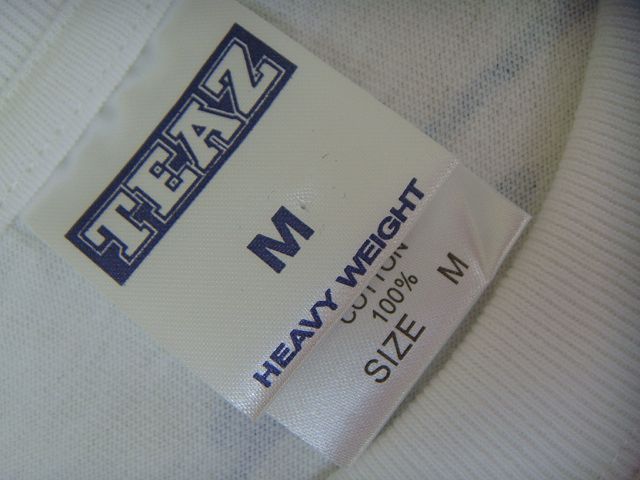 TEAZ
M
HEAVY WEIGHT
COTTON
100%
SIZE M